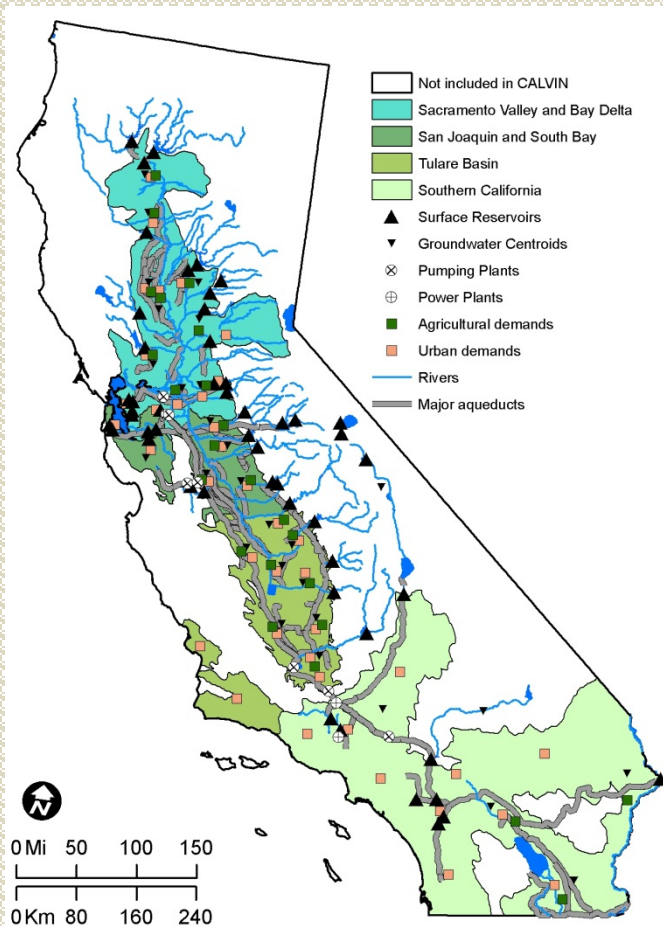 Not included in CALVIN
Sacramento Valley and Bay Delta
San Joaquin and South Bay
Tulare Basin
Southern California
Surface Reservoirs
Groundwater Centroids
Pumping Plants
Power Plants
Agricultural demands
Urban demands
Rivers
Major aqueducts
N
0 Mi 50 100 150
0 Km 80 160 240